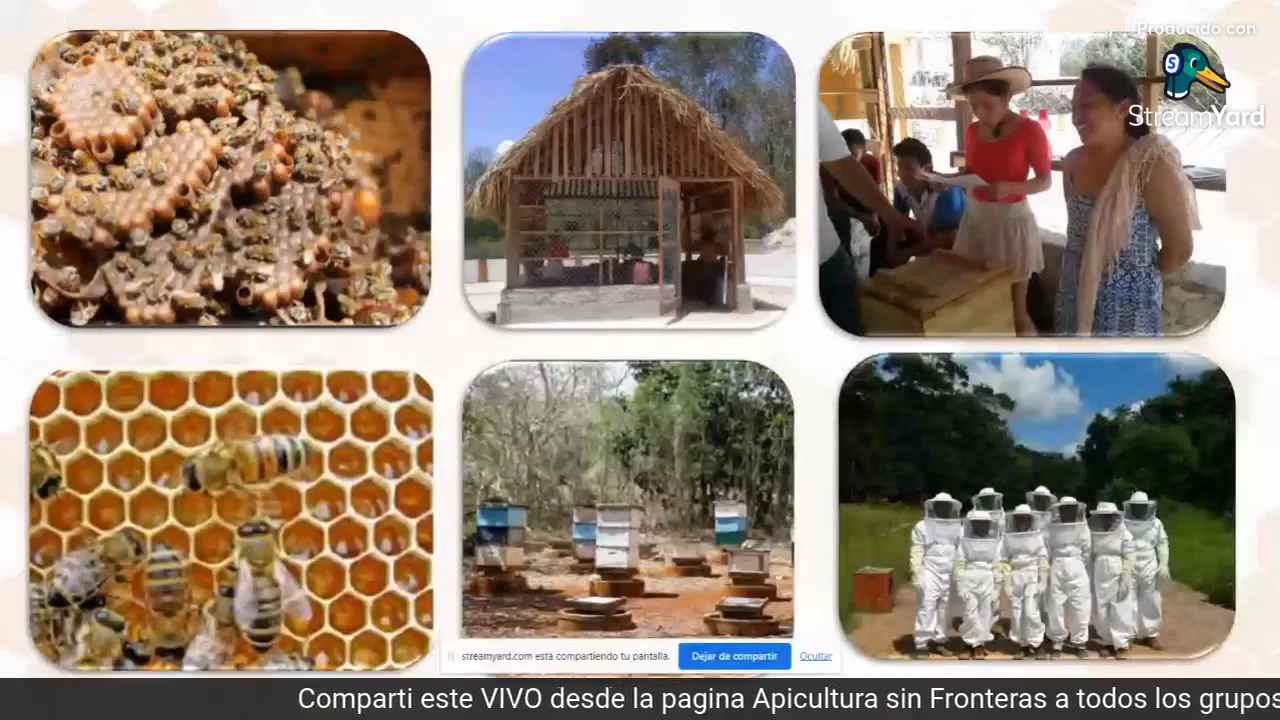 Producido con
StreamYard
streamyard.com está compartiendo tu pantalla.
Dejar de compartir
Ocultar
Comparti este VIVO desde la pagina Apicultura sin Fronteras a todos los grupos